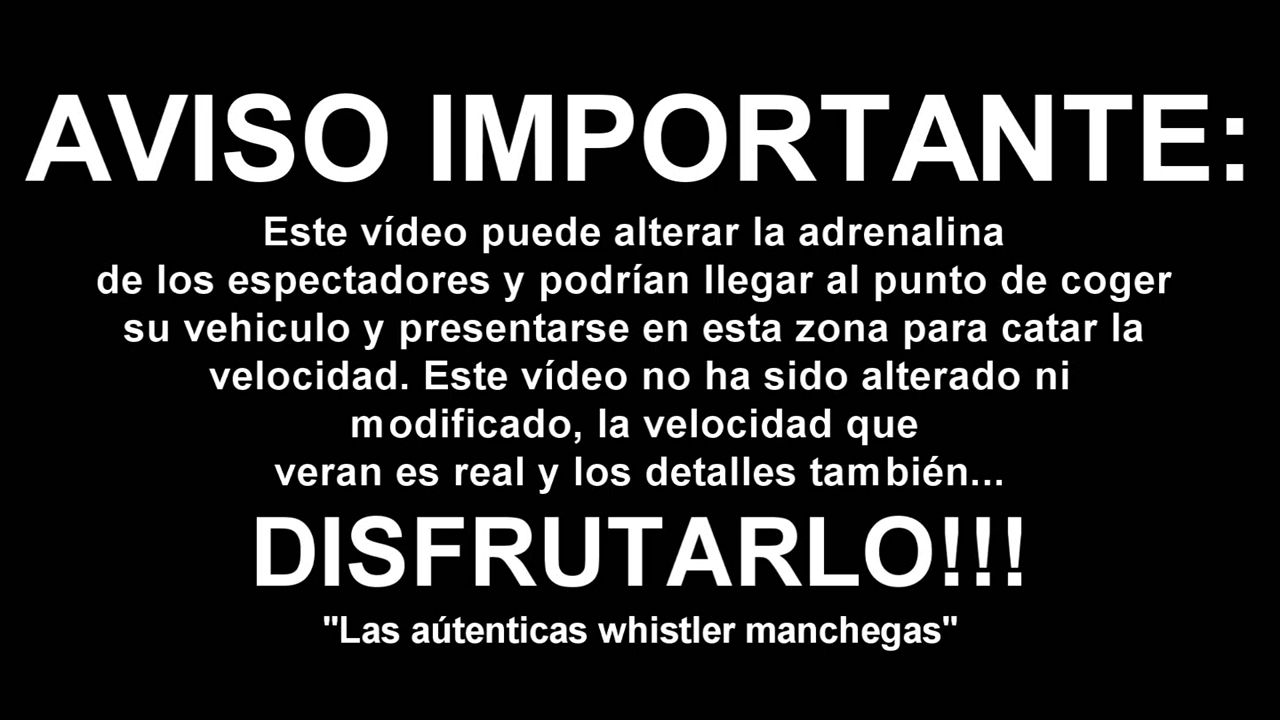 AVISO IMPORTANTE:
Este vídeo puede alterar la adrenalina
de los espectadores y podrían llegar al punto de coger
su vehiculo y presentarse en esta zona para catar la
velocidad. Este vídeo no ha sido alterado ni
modificado, la velocidad que
veran es real y los detalles también...
DISFRUTARLO!!!
"Las aútenticas whistler manchegas"